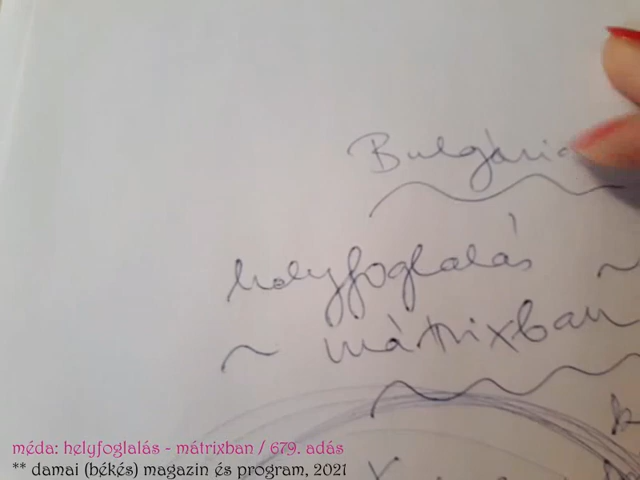 Bulgária
helyfoglalás ~
~ mátrixban
méda: helyfoglalás - mátrixban / 679. adás
** damai (békés) magazin és program, 2021